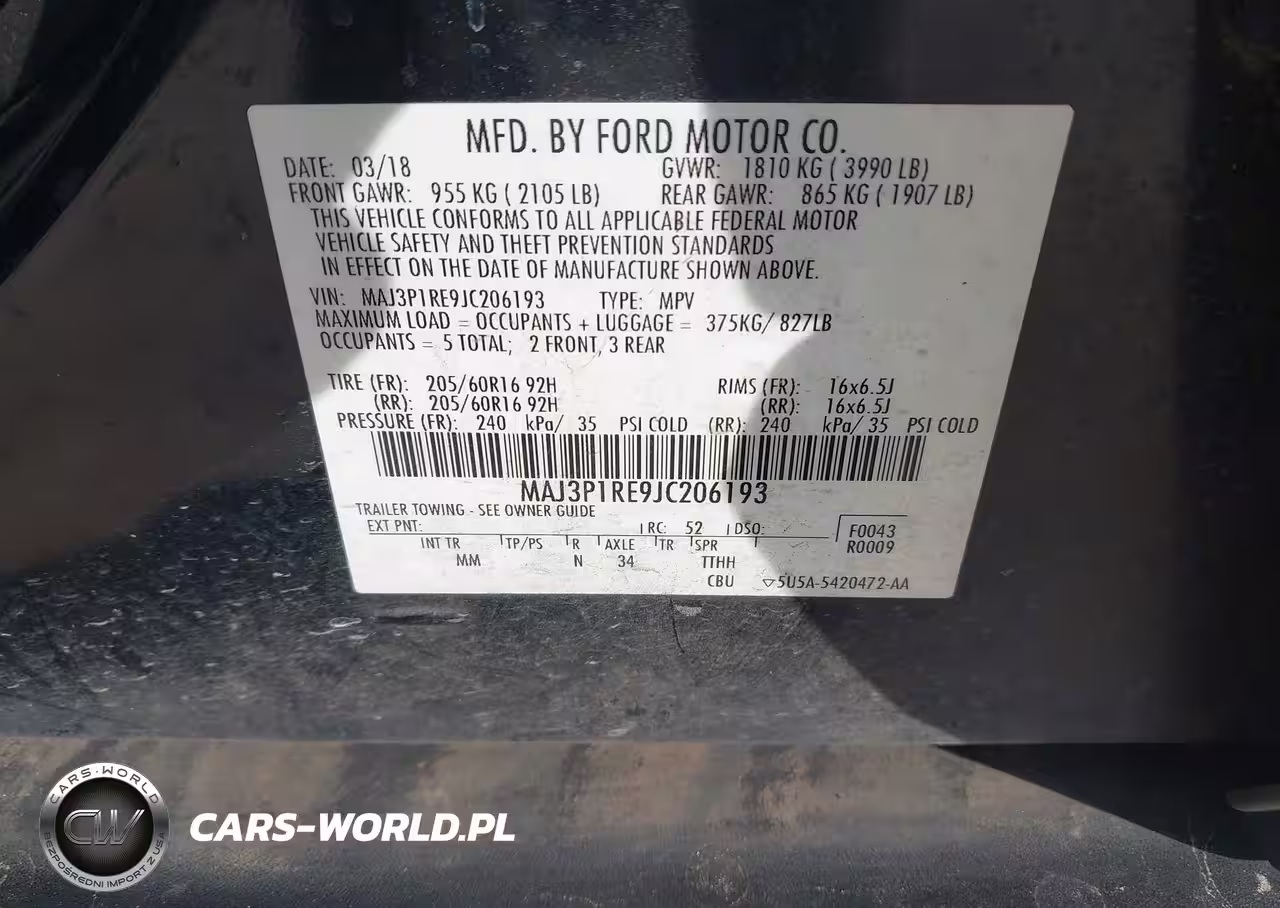 MFD. BY FORD MOTOR CO.
DATE: 03/18 GVWR: 1810 KG ( 3990 LB)
FRONT GAWR: 955 KG ( 2105 LB) REAR GAWR: 865 KG ( 1907 LB)
THIS VEHICLE CONFORMS TO ALL APPLICABLE FEDERAL MOTOR
VEHICLE SAFETY AND THEFT PREVENTION STANDARDS
IN EFFECT ON THE DATE OF MANUFACTURE SHOWN ABOVE.
VIN: MAJ3P1RE9JC206193 TYPE: MPV
MAXIMUM LOAD = OCCUPANTS + LUGGAGE = 375KG/ 827LB
OCCUPANTS = 5 TOTAL; 2 FRONT, 3 REAR
TIRE (FR): 205/60R16 92H RIMS (FR): 16x6.5J
(RR): 205/60R16 92H (RR): 16x6.5J
PRESSURE (FR): 240 kPa/ 35 PSI COLD (RR): 240 kPa/ 35 PSI COLD
MAJ3P1RE9JC206193
TRAILER TOWING - SEE OWNER GUIDE
EXT PNT: RC: 52 DSO: F0043
R0009
INT TR TP/PS R AXLE TR SPR
MM N 34 TTHH
CBU 5U5A-5420472-AA
CARS-WORLD
CW
BEZPOŚREDNI IMPORT Z USA
CARS-WORLD.PL